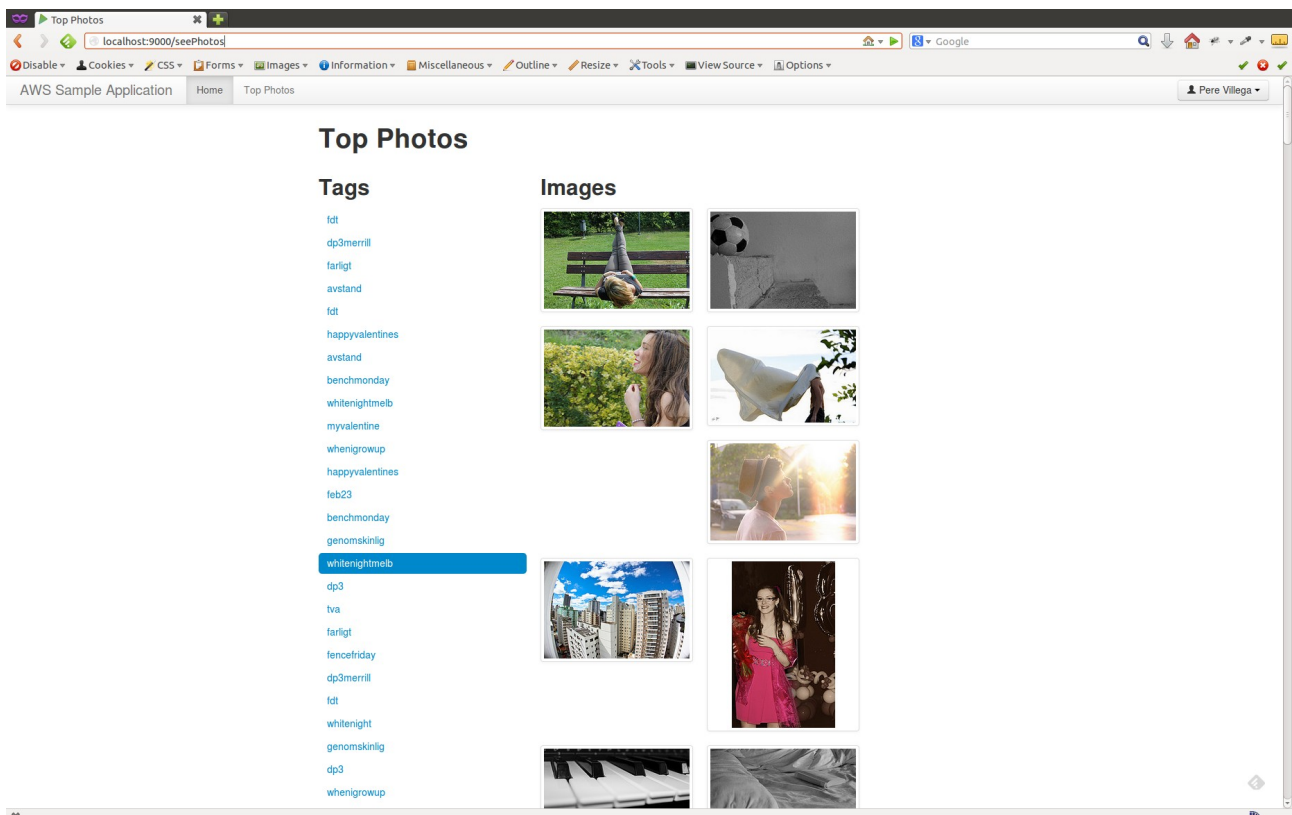 Top Photos
localhost:9000/seePhotos
Google
Disable Cookies CSS Forms Images Information Miscellaneous Outline Resize Tools View Source Options
AWS Sample Application Home Top Photos Pere Villega
Top Photos
Tags
fdt
dp3merrill
farligt
avstand
fdt
happyvalentines
avstand
benchmonday
whitenightmelb
myvalentine
whenigrowup
happyvalentines
feb23
benchmonday
genomskinlig
whitenightmelb
dp3
tva
farligt
fencefriday
dp3merrill
fdt
whitenight
genomskinlig
dp3
whenigrowup
Images